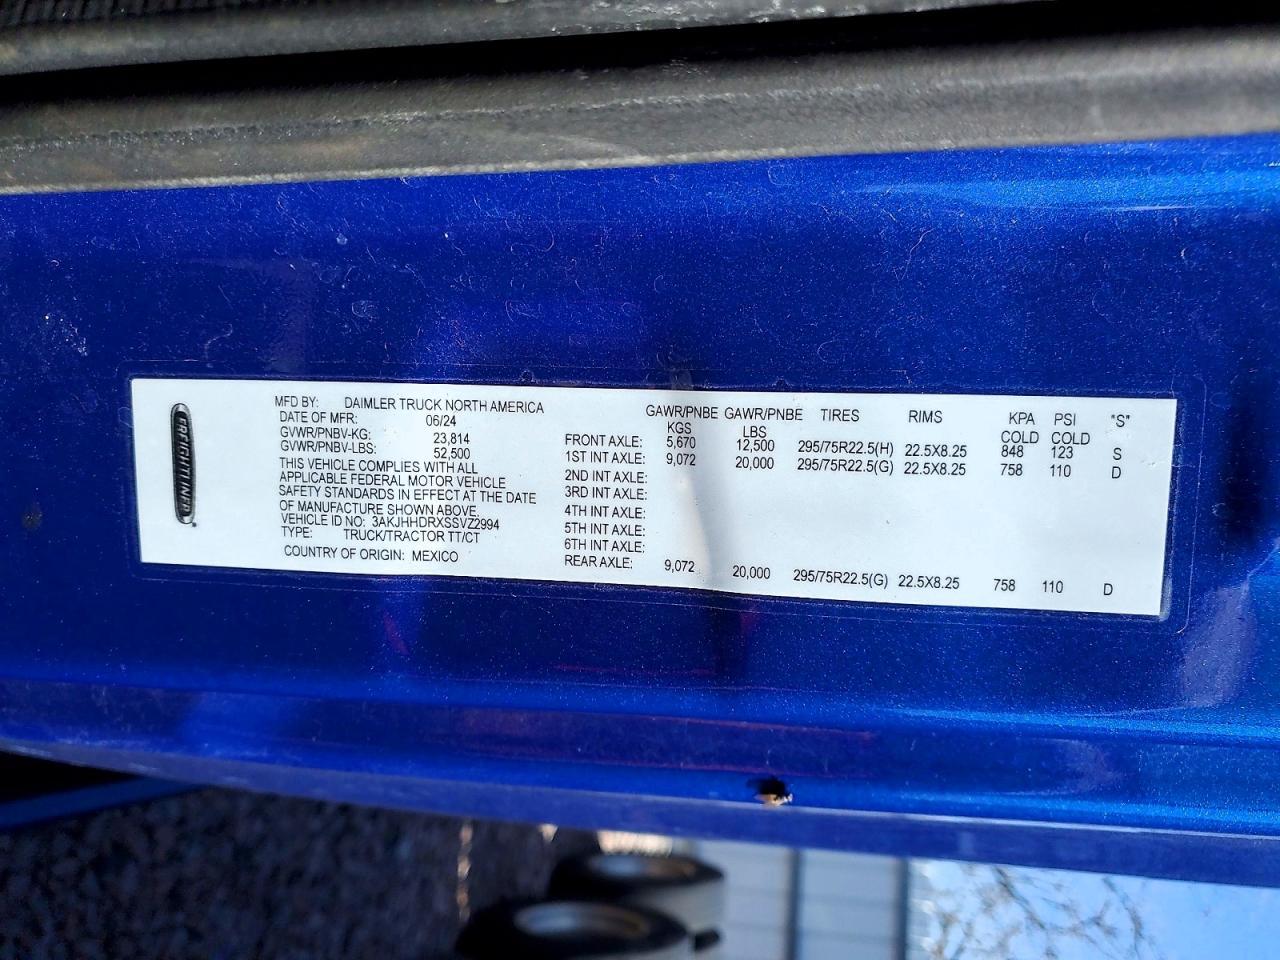 FREIGHTLINER
MFD BY: DAIMLER TRUCK NORTH AMERICA
DATE OF MFR: 06/24
GVWR/PNBV-KG: 23,814
GVWR/PNBV-LBS: 52,500
THIS VEHICLE COMPLIES WITH ALL
APPLICABLE FEDERAL MOTOR VEHICLE
SAFETY STANDARDS IN EFFECT AT THE DATE
OF MANUFACTURE SHOWN ABOVE.
VEHICLE ID NO: 3AKJHHDRXSSVZ2994
TYPE: TRUCK/TRACTOR TT/CT
COUNTRY OF ORIGIN: MEXICO
GAWR/PNBE GAWR/PNBE TIRES RIMS KPA PSI "S"
KGS LBS COLD COLD
FRONT AXLE: 5,670 12,500 295/75R22.5(H) 22.5X8.25 848 123 S
1ST INT AXLE: 9,072 20,000 295/75R22.5(G) 22.5X8.25 758 110 D
2ND INT AXLE:
3RD INT AXLE:
4TH INT AXLE:
5TH INT AXLE:
6TH INT AXLE:
REAR AXLE: 9,072 20,000 295/75R22.5(G) 22.5X8.25 758 110 D